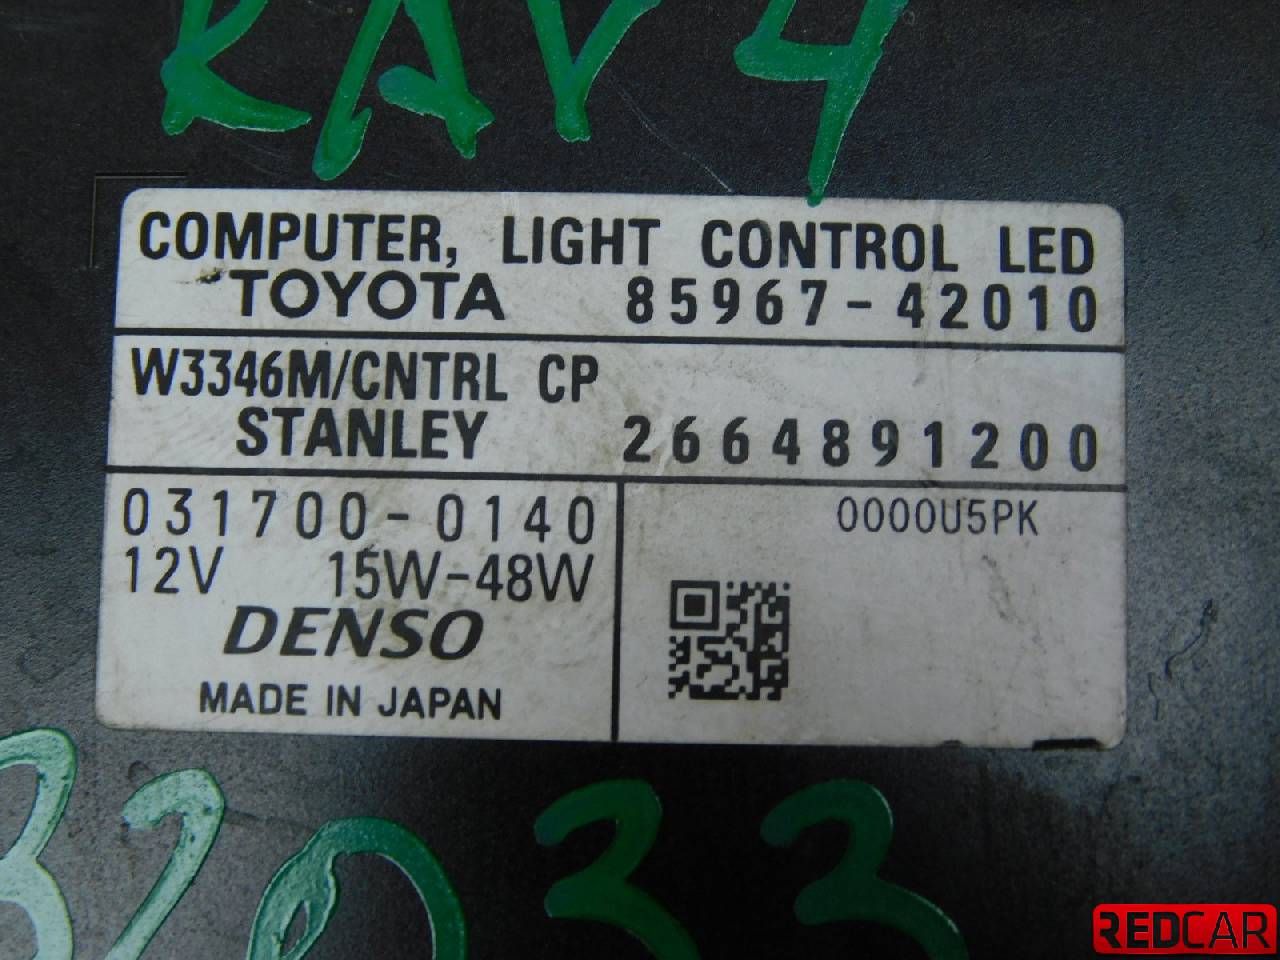 RAV4
COMPUTER, LIGHT CONTROL LED
TOYOTA 85967-42010
W3346M/CNTRL CP
STANLEY 2664891200
031700-0140
0000U5PK
12V 15W-48W
DENSO
MADE IN JAPAN
32033
REDCAR